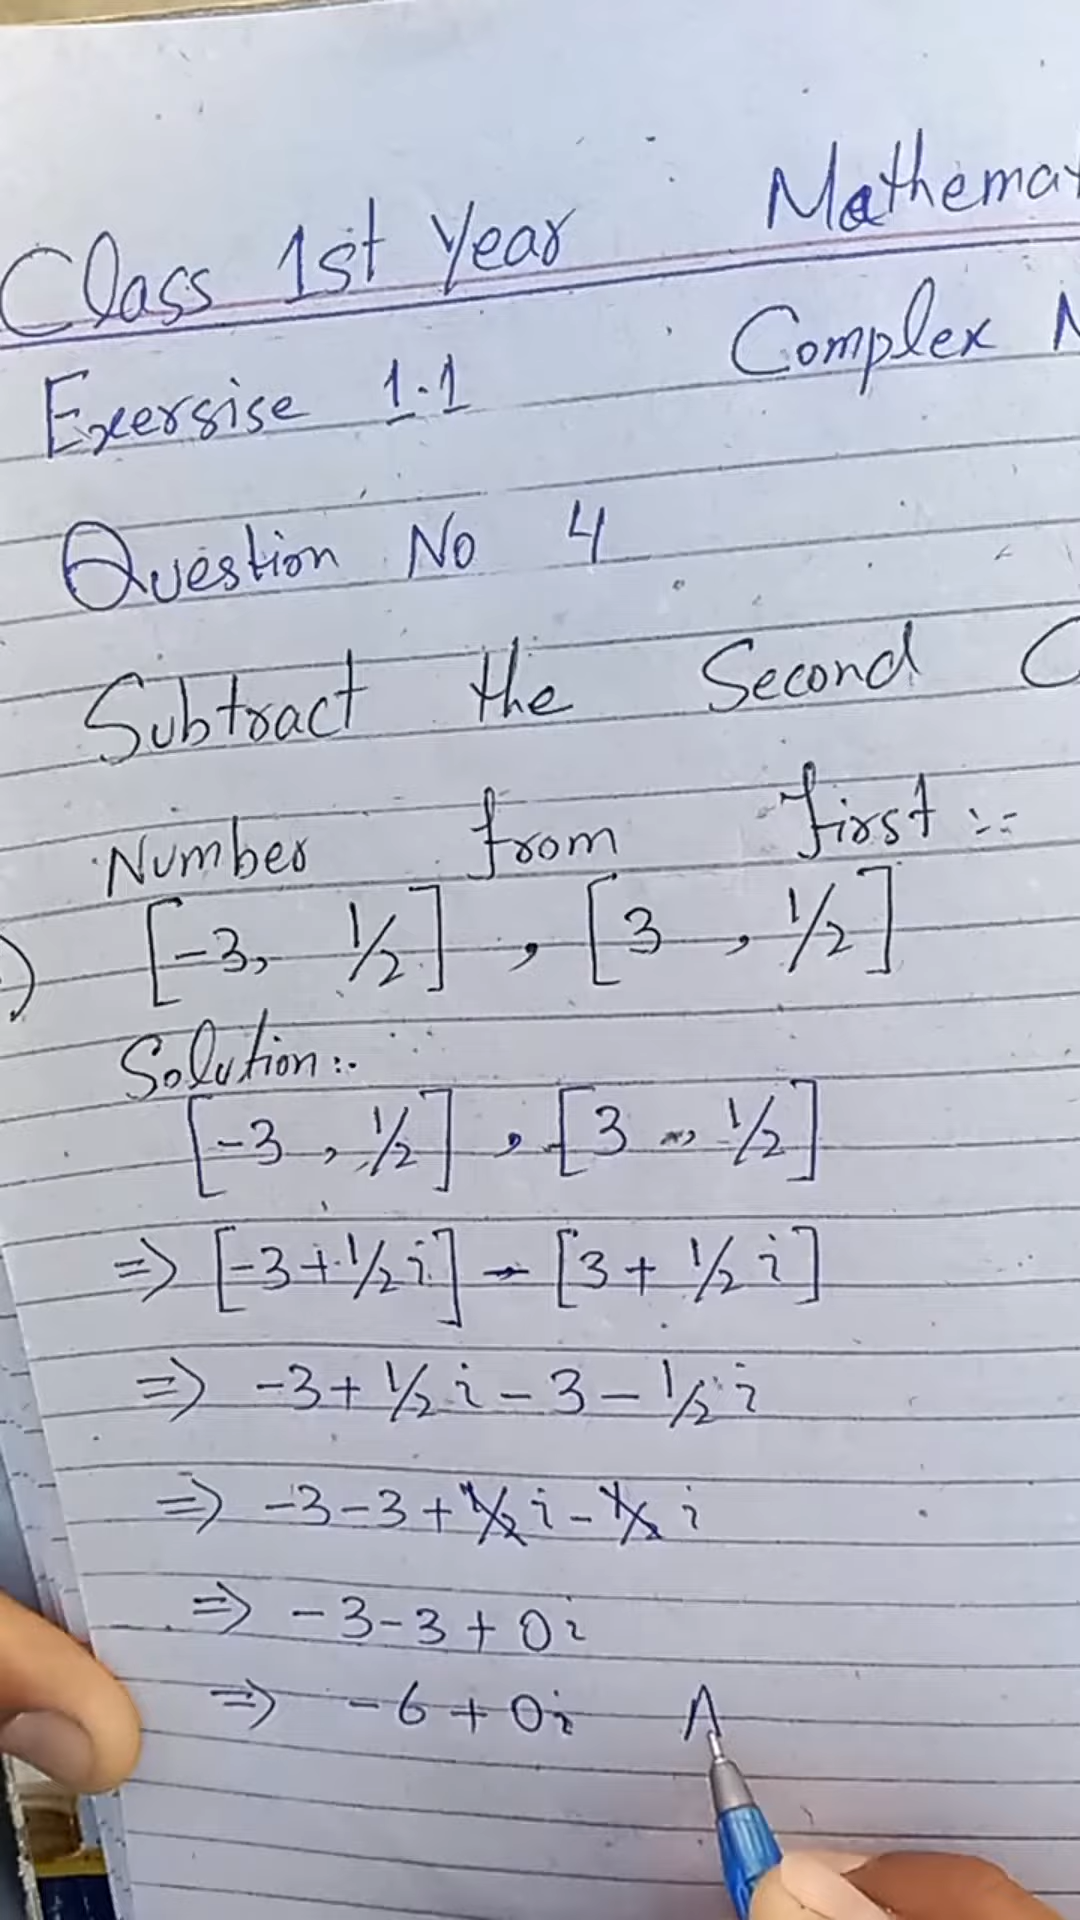 Class 1st Year Mathemat
Exersise 1.1 Complex N
Question No 4
Subtract the Second C
Number from first :-
) [-3, 1/2] , [3 , 1/2]
Solution:-
[-3 , 1/2] , [3 , 1/2]
=> [-3+1/2 i] - [3+ 1/2 i]
=> -3+ 1/2 i - 3 - 1/2 i
=> -3-3+1/2 i - 1/2 i
=> -3-3+0i
=> -6+0i